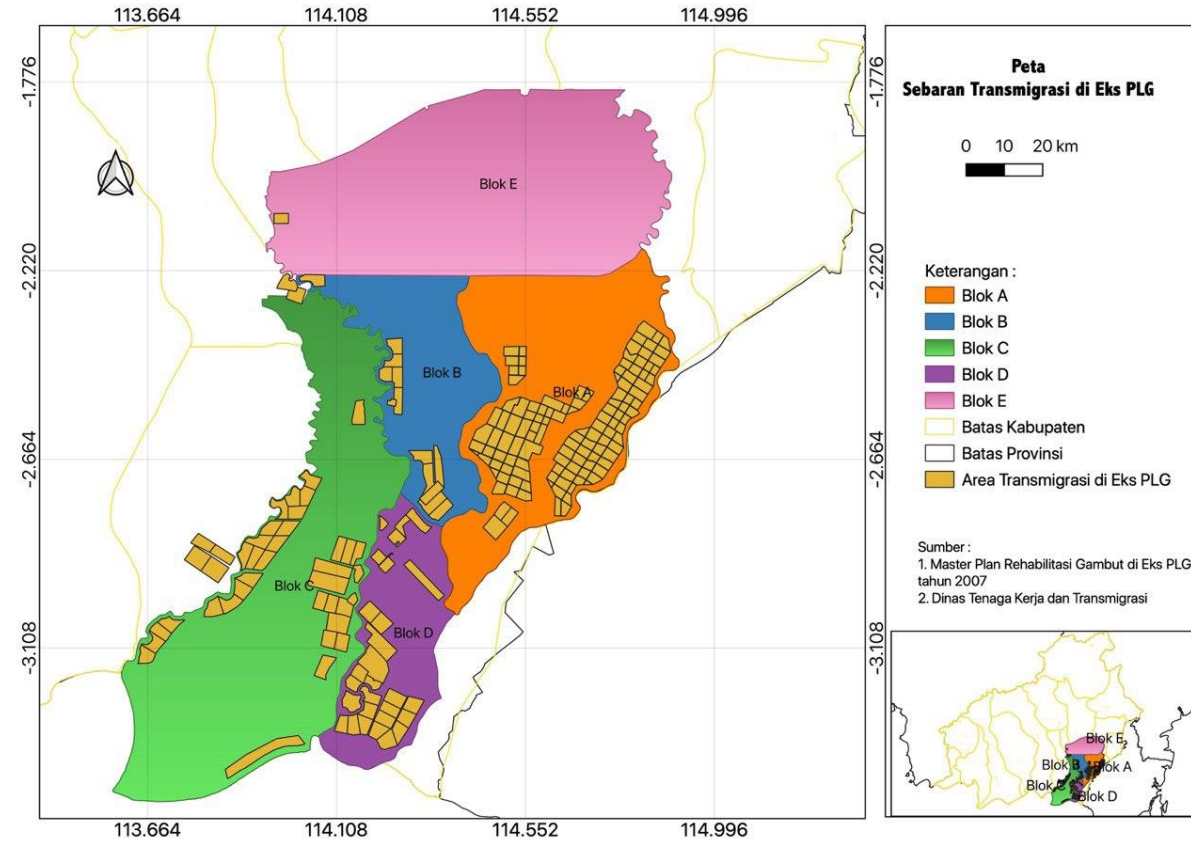 113.664 114.108 114.552 114.996
-1.776 -1.776
-2.220 -2.220
-2.664 -2.664
-3.108 -3.108
113.664 114.108 114.552 114.996
Blok E
Blok B
Blok A
Blok C
Blok D
Peta
Sebaran Transmigrasi di Eks PLG
0 10 20 km
Keterangan :
Blok A
Blok B
Blok C
Blok D
Blok E
Batas Kabupaten
Batas Provinsi
Area Transmigrasi di Eks PLG
Sumber :
1. Master Plan Rehabilitasi Gambut di Eks PLG
tahun 2007
2. Dinas Tenaga Kerja dan Transmigrasi
Blok E
Blok B
Blok A
Blok C
Blok D